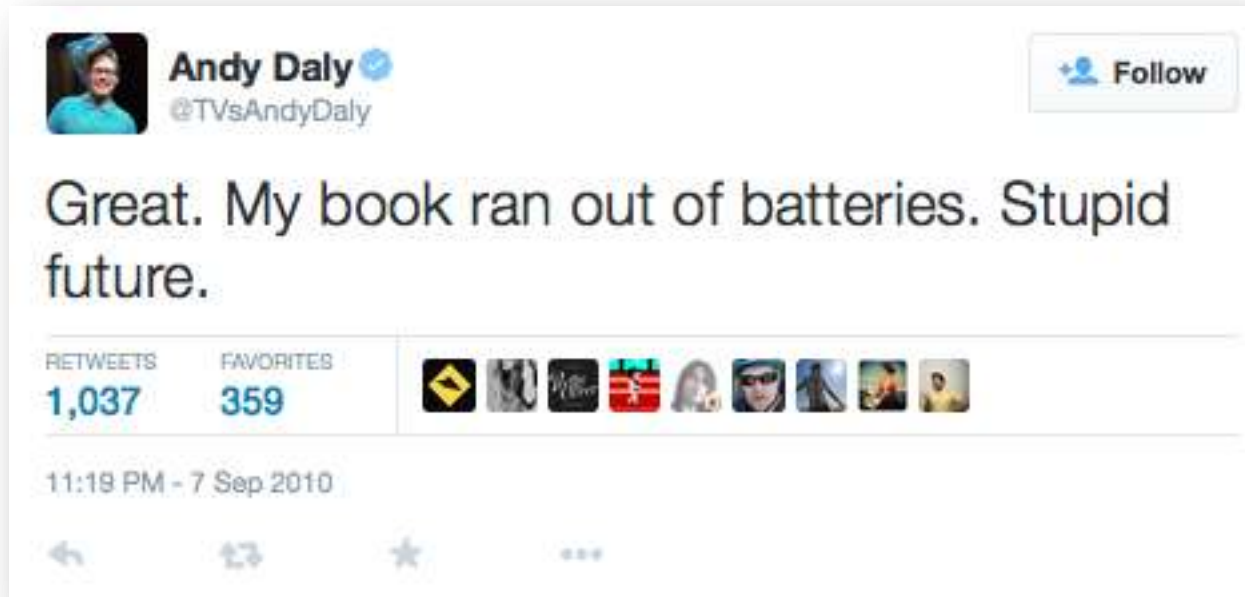 Andy Daly
@TVsAndyDaly
Follow
Great. My book ran out of batteries. Stupid
future.
RETWEETS FAVORITES
1,037 359
11:19 PM - 7 Sep 2010